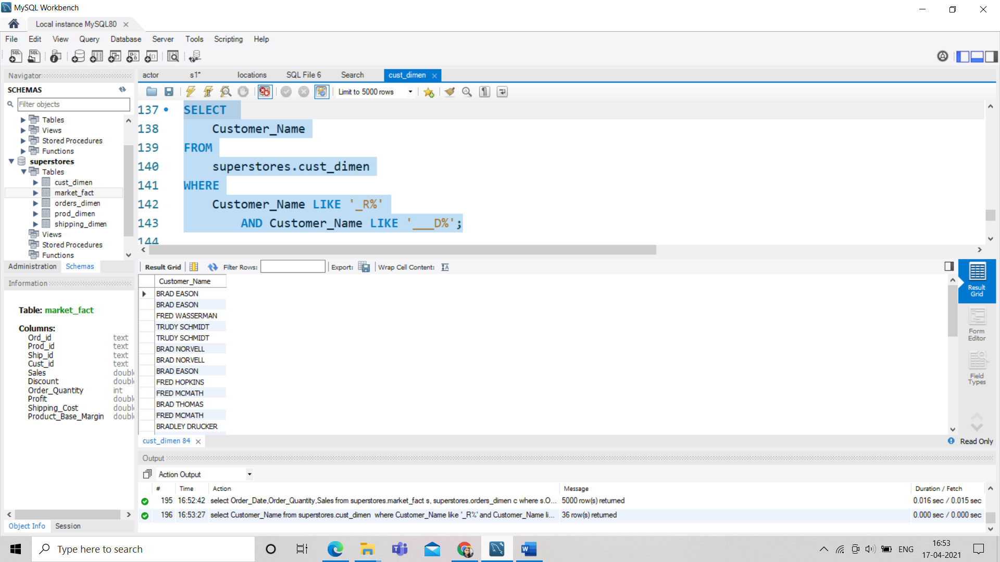 MySQL Workbench
Local instance MySQL80
File Edit View Query Database Server Tools Scripting Help
Navigator
SCHEMAS
Filter objects
Tables
Views
Stored Procedures
Functions
superstores
Tables
cust_dimen
market_fact
orders_dimen
prod_dimen
shipping_dimen
Views
Stored Procedures
Functions
Administration Schemas
Information
Table: market_fact
Columns:
Ord_id text
Prod_id text
Ship_id text
Cust_id text
Sales doubl
Discount doubl
Order_Quantity int
Profit doubl
Shipping_Cost doubl
Product_Base_Margin doubl
Object Info Session
actor s1* locations SQL File 6 Search cust_dimen
Limit to 5000 rows
137 SELECT
138 Customer_Name
139 FROM
140 superstores.cust_dimen
141 WHERE
142 Customer_Name LIKE '_R%'
143 AND Customer_Name LIKE '___D%';
144
Result Grid Filter Rows: Export: Wrap Cell Content:
Customer_Name
BRAD EASON
BRAD EASON
FRED WASSERMAN
TRUDY SCHMIDT
TRUDY SCHMIDT
BRAD NORVELL
BRAD NORVELL
BRAD EASON
FRED HOPKINS
FRED MCMATH
BRAD THOMAS
FRED MCMATH
BRADLEY DRUCKER
Result
Grid
Form
Editor
Field
Types
cust_dimen 84
Read Only
Output
Action Output
# Time Action Message Duration / Fetch
195 16:52:42 select Order_Date,Order_Quantity,Sales from superstores.market_fact s, superstores.orders_dimen c where s.O... 5000 row(s) returned 0.016 sec / 0.015 sec
196 16:53:27 select Customer_Name from superstores.cust_dimen where Customer_Name like '_R%' and Customer_Name li... 36 row(s) returned 0.000 sec / 0.000 sec
Type here to search
ENG
16:53
17-04-2021